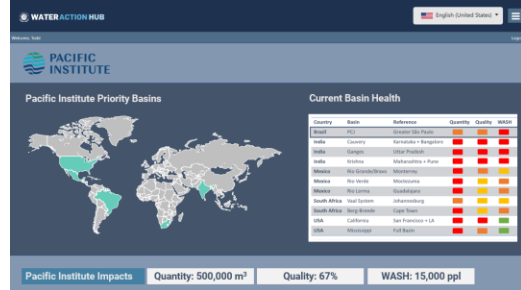 WATER ACTION HUB
English (United States)
Welcome,
PACIFIC
INSTITUTE
Pacific Institute Priority Basins
Current Basin Health
Country Basin Reference Quantity Quality WASH
Brazil PCJ Greater São Paulo
India Cauvery Karnataka + Bangalore
India Ganges Uttar Pradesh
India Krishna Maharashtra + Pune
Mexico Rio Grande/Bravo Monterrey
Mexico Rio Verde Moctezuma
Mexico Rio Lerma Guadalajara
South Africa Vaal System Johannesburg
South Africa Berg-Breede Cape Town
USA California San Francisco + LA
USA Mississippi Full Basin
Pacific Institute Impacts Quantity: 500,000 m³ Quality: 67% WASH: 15,000 ppl